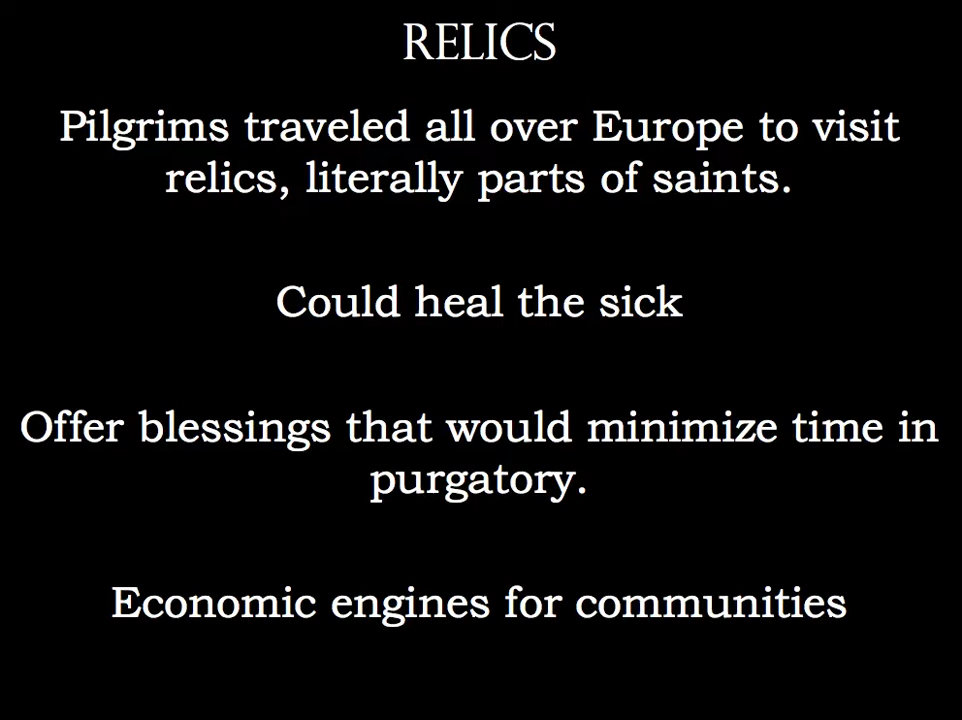 RELICS
Pilgrims traveled all over Europe to visit
relics, literally parts of saints.
Could heal the sick
Offer blessings that would minimize time in
purgatory.
Economic engines for communities